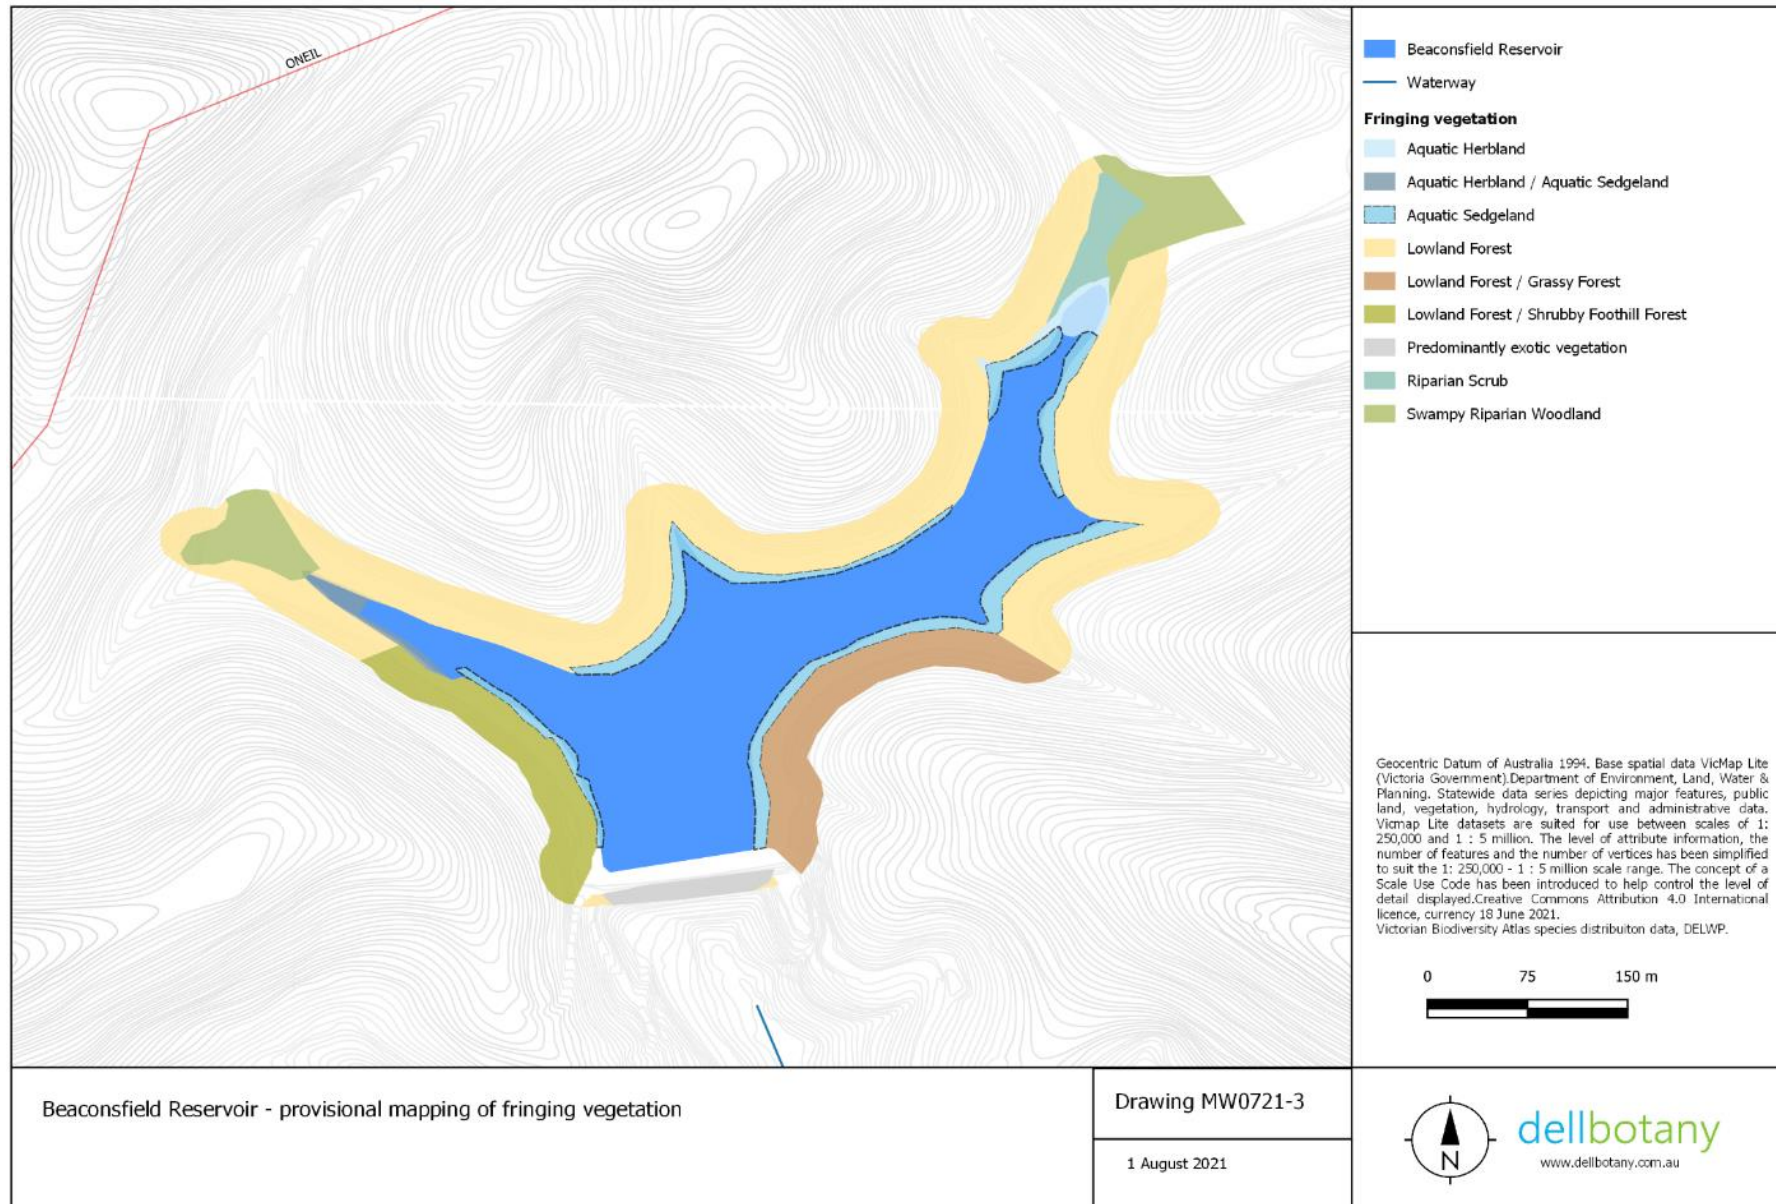 ONEIL
Beaconsfield Reservoir
Waterway
Fringing vegetation
Aquatic Herbland
Aquatic Herbland / Aquatic Sedgeland
Aquatic Sedgeland
Lowland Forest
Lowland Forest / Grassy Forest
Lowland Forest / Shrubby Foothill Forest
Predominantly exotic vegetation
Riparian Scrub
Swampy Riparian Woodland
Geocentric Datum of Australia 1994. Base spatial data VicMap Lite
(Victoria Government).Department of Environment, Land, Water &
Planning. Statewide data series depicting major features, public
land, vegetation, hydrology, transport and administrative data.
Vicmap Lite datasets are suited for use between scales of 1:
250,000 and 1 : 5 million. The level of attribute information, the
number of features and the number of vertices has been simplified
to suit the 1: 250,000 - 1 : 5 million scale range. The concept of a
Scale Use Code has been introduced to help control the level of
detail displayed.Creative Commons Attribution 4.0 International
licence, currency 18 June 2021.
Victorian Biodiversity Atlas species distribuiton data, DELWP.
0 75 150 m
Beaconsfield Reservoir - provisional mapping of fringing vegetation
Drawing MW0721-3
1 August 2021
N
dellbotany
www.dellbotany.com.au